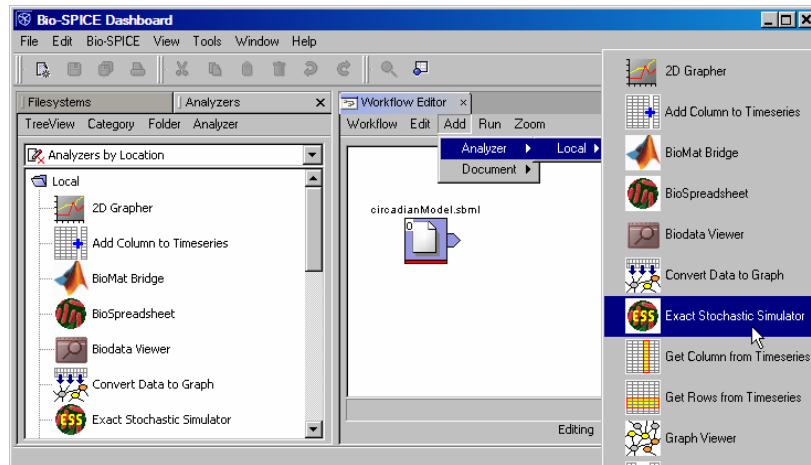 Bio-SPICE Dashboard
File Edit Bio-SPICE View Tools Window Help
Filesystems
Analyzers x
TreeView Category Folder Analyzer
Analyzers by Location
Local
2D Grapher
Add Column to Timeseries
BioMat Bridge
BioSpreadsheet
Biodata Viewer
Convert Data to Graph
ESS Exact Stochastic Simulator
Workflow Editor ×
Workflow Edit Add Run Zoom
Analyzer
Document
Local
circadianModel.sbml
0
Editing
2D Grapher
Add Column to Timeseries
BioMat Bridge
BioSpreadsheet
Biodata Viewer
Convert Data to Graph
ESS Exact Stochastic Simulator
Get Column from Timeseries
Get Rows from Timeseries
Graph Viewer